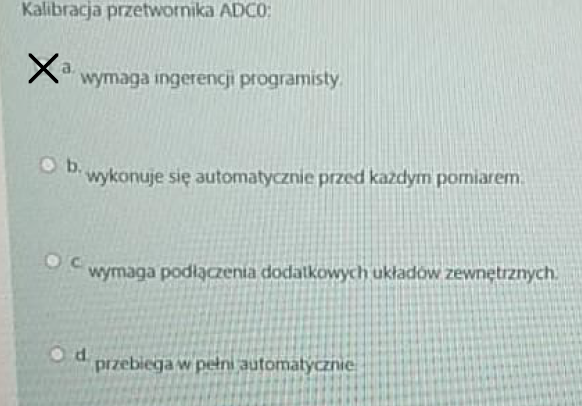 Kalibracja przetwornika ADC0:
a. wymaga ingerencji programisty.
b. wykonuje się automatycznie przed każdym pomiarem.
c. wymaga podłączenia dodatkowych układów zewnętrznych.
d. przebiega w pełni automatycznie.